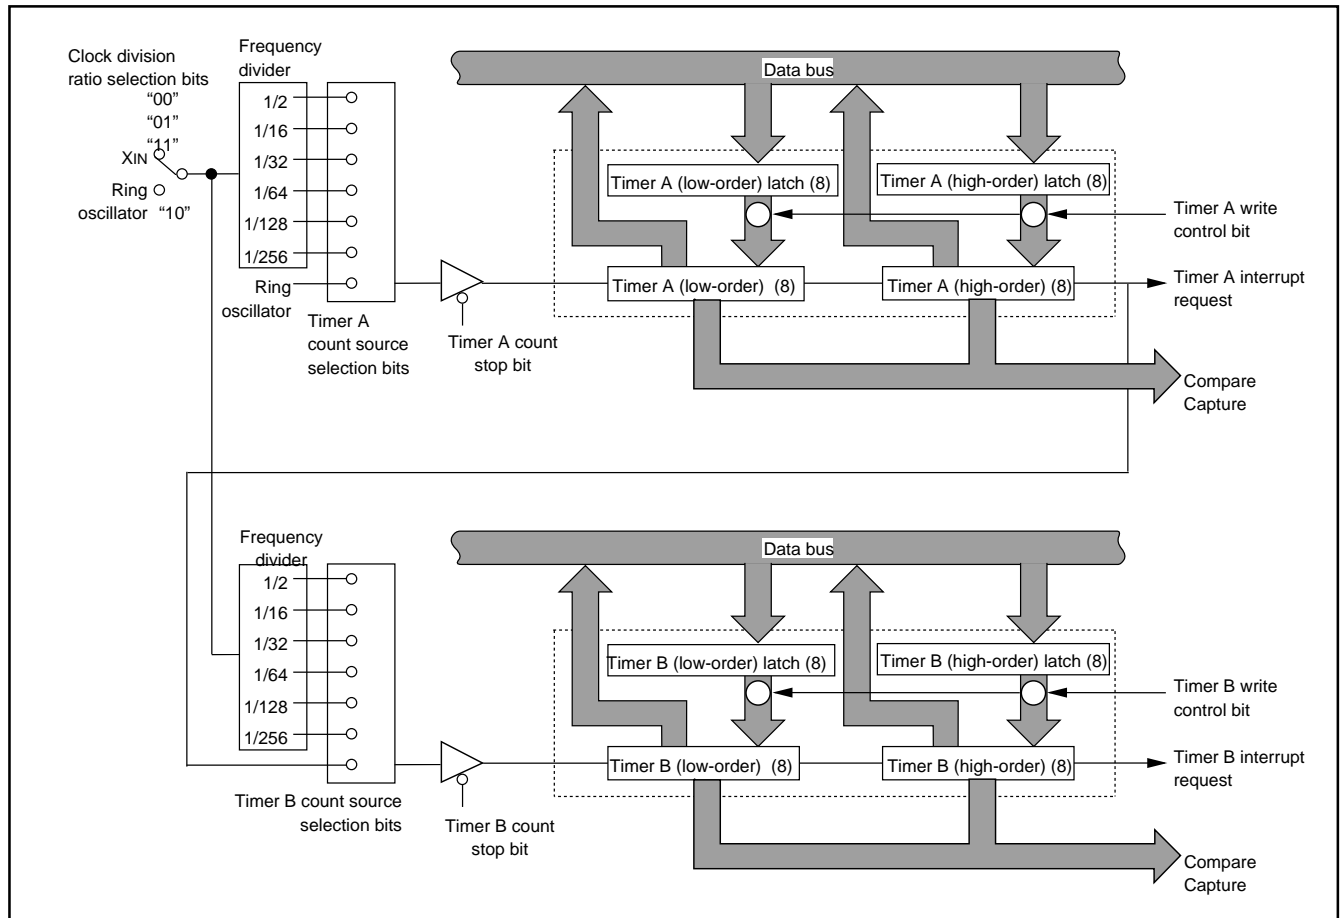 Clock division
ratio selection bits
“00”
“01”
“11”
XIN
Ring
oscillator “10”
Frequency
divider
1/2
1/16
1/32
1/64
1/128
1/256
Ring
oscillator
Timer A
count source
selection bits
Timer A count
stop bit
Data bus
Timer A (low-order) latch (8)
Timer A (high-order) latch (8)
Timer A write
control bit
Timer A (low-order) (8)
Timer A (high-order) (8)
Timer A interrupt
request
Compare
Capture
Frequency
divider
1/2
1/16
1/32
1/64
1/128
1/256
Timer B count source
selection bits
Timer B count
stop bit
Data bus
Timer B (low-order) latch (8)
Timer B (high-order) latch (8)
Timer B write
control bit
Timer B (low-order) (8)
Timer B (high-order) (8)
Timer B interrupt
request
Compare
Capture